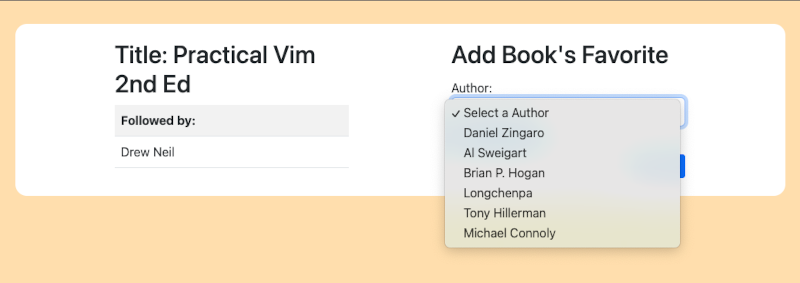 Title: Practical Vim
2nd Ed
Followed by:
Drew Neil
Add Book's Favorite
Author:
✓ Select a Author
Daniel Zingaro
Al Sweigart
Brian P. Hogan
Longchenpa
Tony Hillerman
Michael Connoly